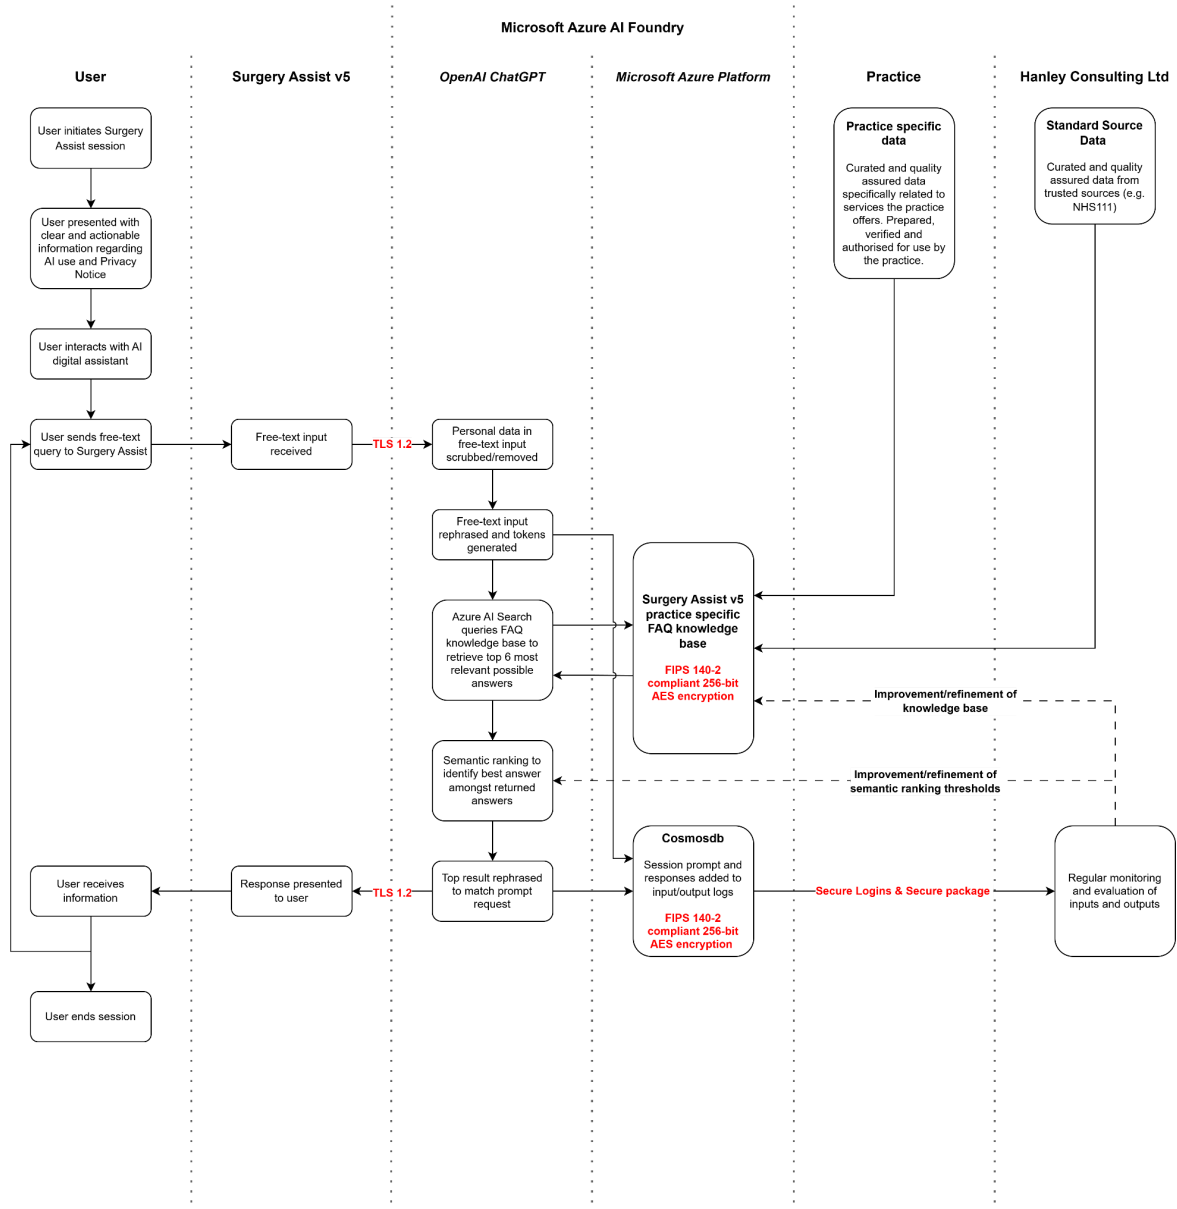 Microsoft Azure AI Foundry
User
Surgery Assist v5
OpenAI ChatGPT
Microsoft Azure Platform
Practice
Hanley Consulting Ltd
User initiates Surgery
Assist session
User presented with
clear and actionable
information regarding
AI use and Privacy
Notice
User interacts with AI
digital assistant
User sends free-text
query to Surgery Assist
Free-text input
received
TLS 1.2
Personal data in
free-text input
scrubbed/removed
Free-text input
rephrased and tokens
generated
Azure AI Search
queries FAQ
knowledge base to
retrieve top 6 most
relevant possible
answers
Semantic ranking to
identify best answer
amongst returned
answers
Top result rephrased
to match prompt
request
TLS 1.2
Response presented
to user
User receives
information
User ends session
Surgery Assist v5
practice specific
FAQ knowledge
base
FIPS 140-2
compliant 256-bit
AES encryption
Cosmosdb
Session prompt and
responses added to
input/output logs
FIPS 140-2
compliant 256-bit
AES encryption
Practice specific
data
Curated and quality
assured data
specifically related to
services the practice
offers. Prepared,
verified and
authorised for use by
the practice.
Standard Source
Data
Curated and quality
assured data from
trusted sources (e.g.
NHS111)
Improvement/refinement of
knowledge base
Improvement/refinement of
semantic ranking thresholds
Secure Logins & Secure package
Regular monitoring
and evaluation of
inputs and outputs